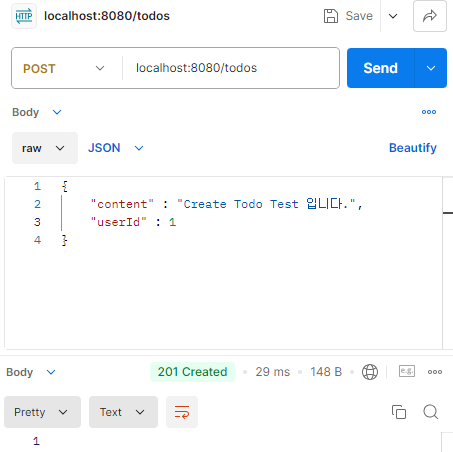 HTTP localhost:8080/todos Save
POST localhost:8080/todos Send
Body
raw JSON Beautify
1 {
2 "content" : "Create Todo Test 입니다.",
3 "userId" : 1
4 }
Body 201 Created 29 ms 148 B e.g.
Pretty Text
1